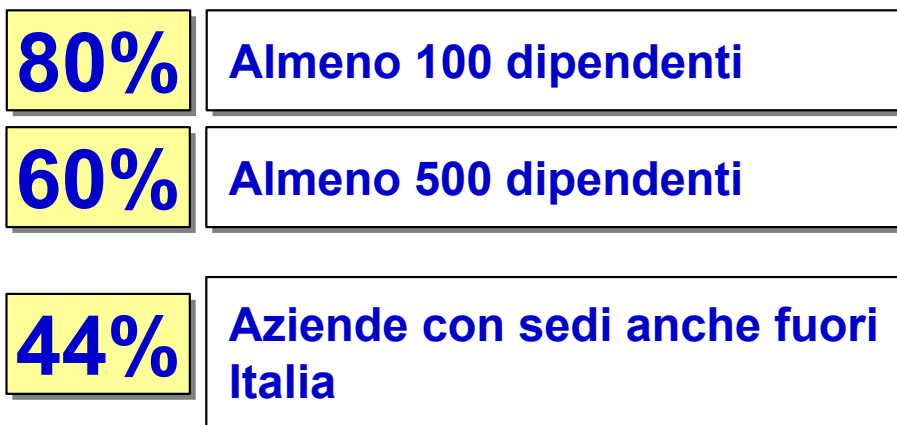 80% Almeno 100 dipendenti
60% Almeno 500 dipendenti
44% Aziende con sedi anche fuori
Italia